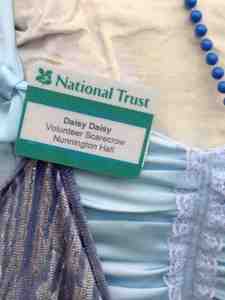 National Trust
Daisy Daisy
Volunteer Scarecrow
Nunnington Hall